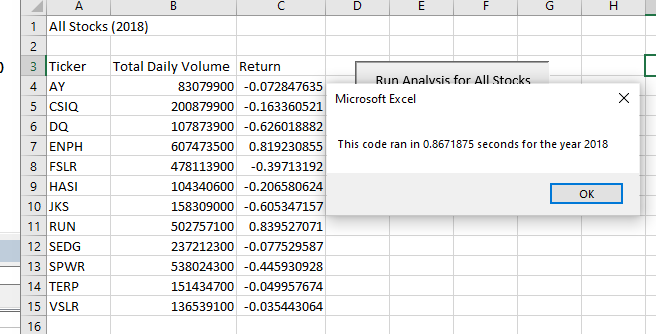 A B C D E F G H
1 All Stocks (2018)
2
3 Ticker Total Daily Volume Return
Run Analysis for All Stocks
4 AY 83079900 -0.072847635
5 CSIQ 200879900 -0.163360521
6 DQ 107873900 -0.626018882
7 ENPH 607473500 0.819230855
8 FSLR 478113900 -0.39713192
9 HASI 104340600 -0.206580624
10 JKS 158309000 -0.605347157
11 RUN 502757100 0.839527071
12 SEDG 237212300 -0.077529587
13 SPWR 538024300 -0.445930928
14 TERP 151434700 -0.049957674
15 VSLR 136539100 -0.035443064
16
Microsoft Excel
This code ran in 0.8671875 seconds for the year 2018
OK